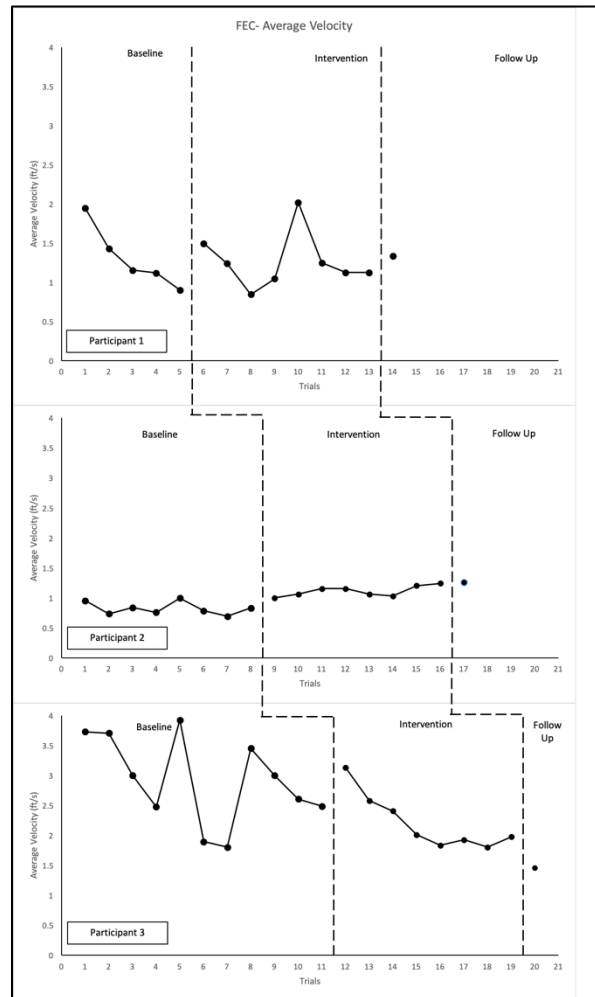 FEC- Average Velocity
Baseline
Intervention
Follow Up
Average Velocity (ft/s)
4
3.5
3
2.5
2
1.5
1
0.5
0
Participant 1
0 1 2 3 4 5 6 7 8 9 10 11 12 13 14 15 16 17 18 19 20 21
Trials
Baseline
Intervention
Follow Up
Average Velocity (ft/s)
4
3.5
3
2.5
2
1.5
1
0.5
0
Participant 2
0 1 2 3 4 5 6 7 8 9 10 11 12 13 14 15 16 17 18 19 20 21
Trials
Baseline
Intervention
Follow
Up
Average Velocity (ft/s)
4
3.5
3
2.5
2
1.5
1
0.5
0
Participant 3
0 1 2 3 4 5 6 7 8 9 10 11 12 13 14 15 16 17 18 19 20 21
Trials